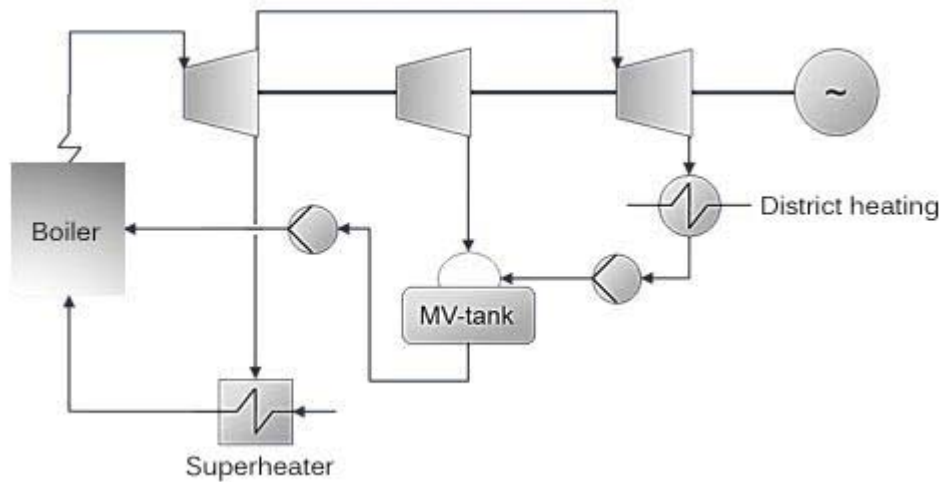 ~
Boiler
District heating
MV-tank
Superheater